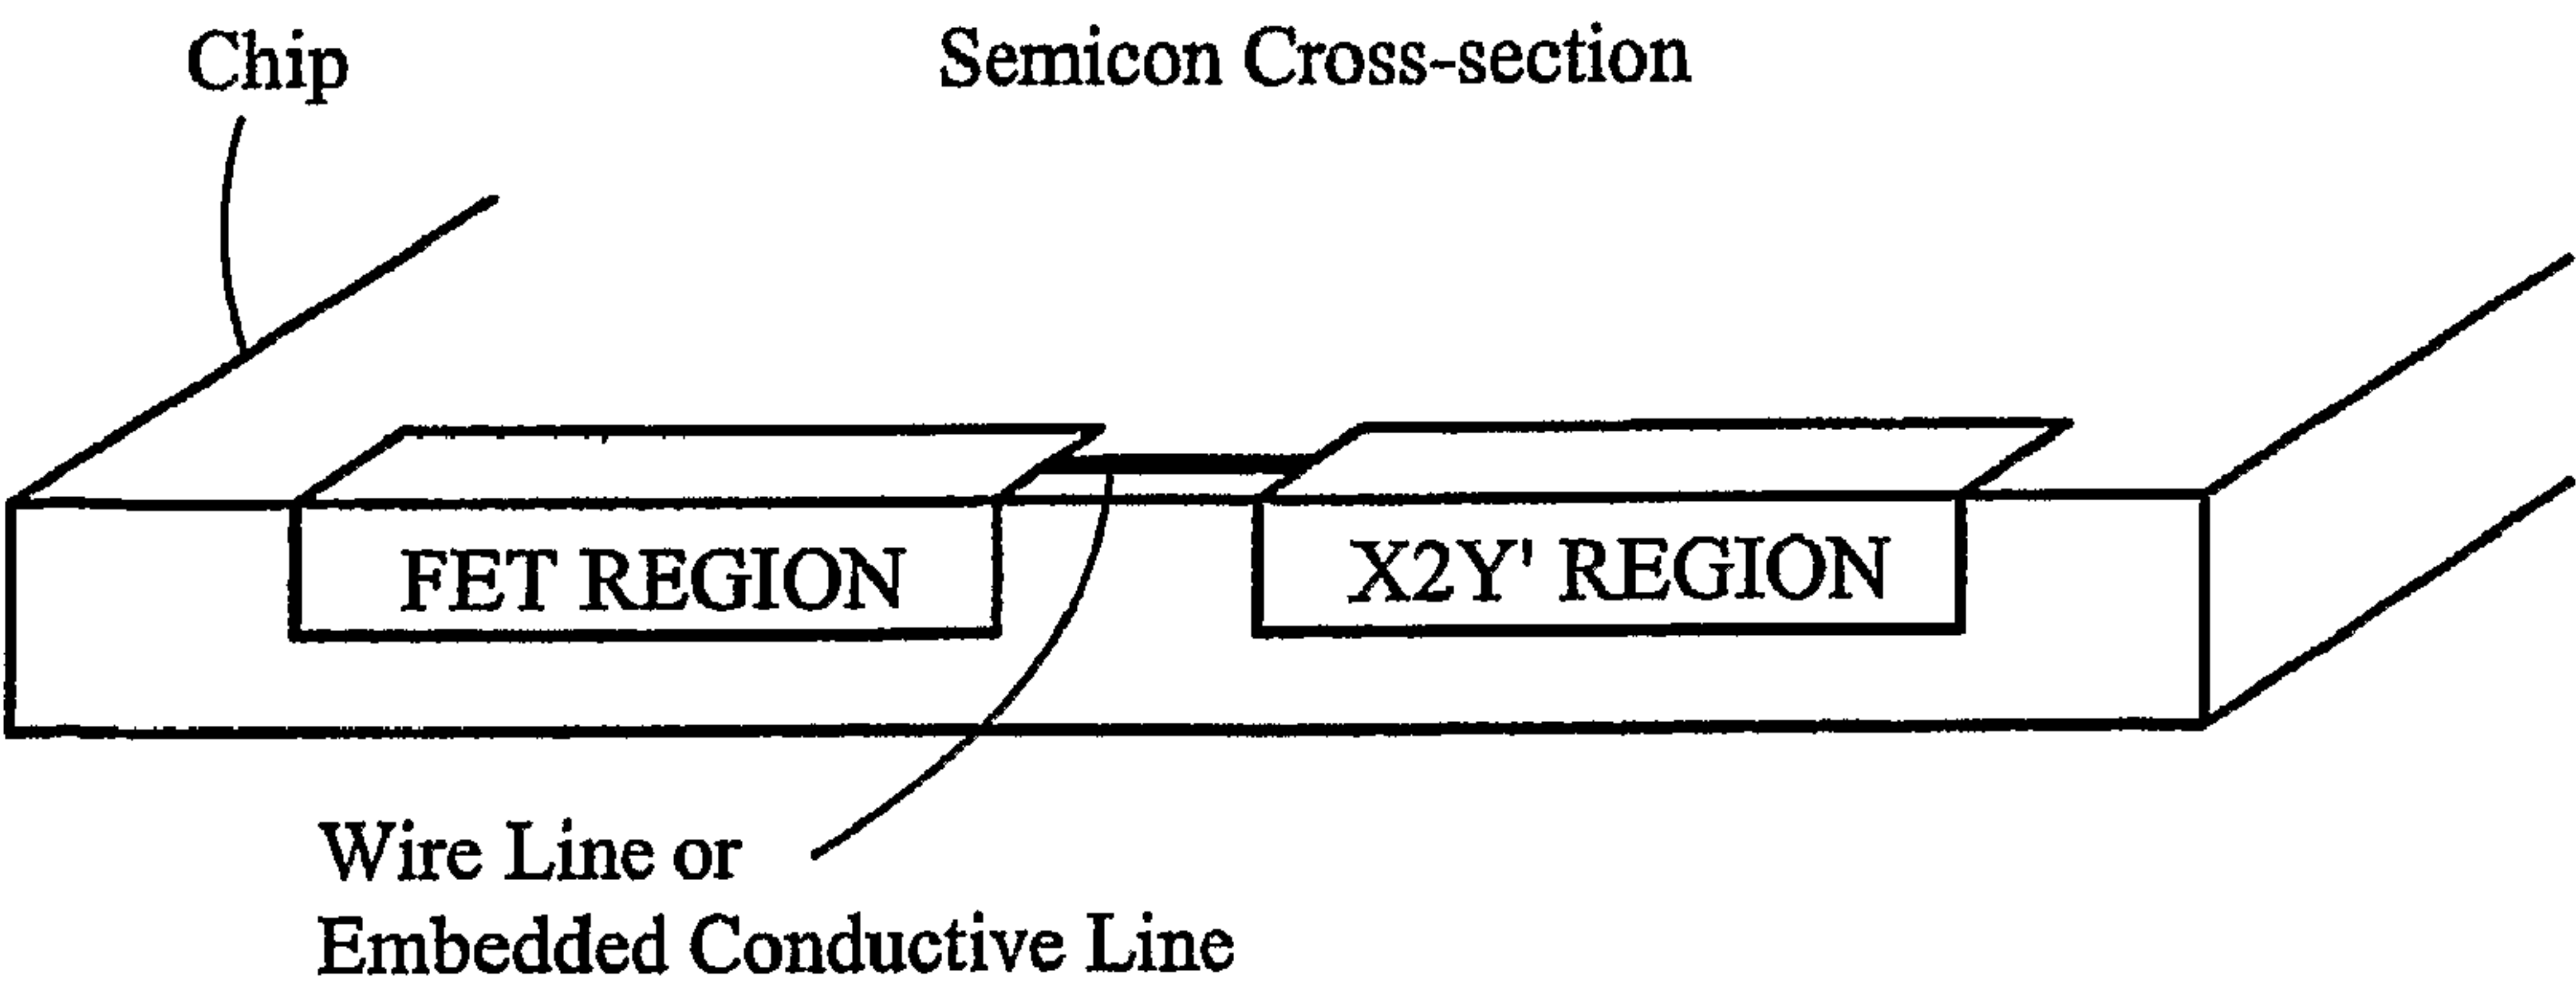 Chip
Semicon Cross-section
FET REGION
X2Y' REGION
Wire Line or
Embedded Conductive Line